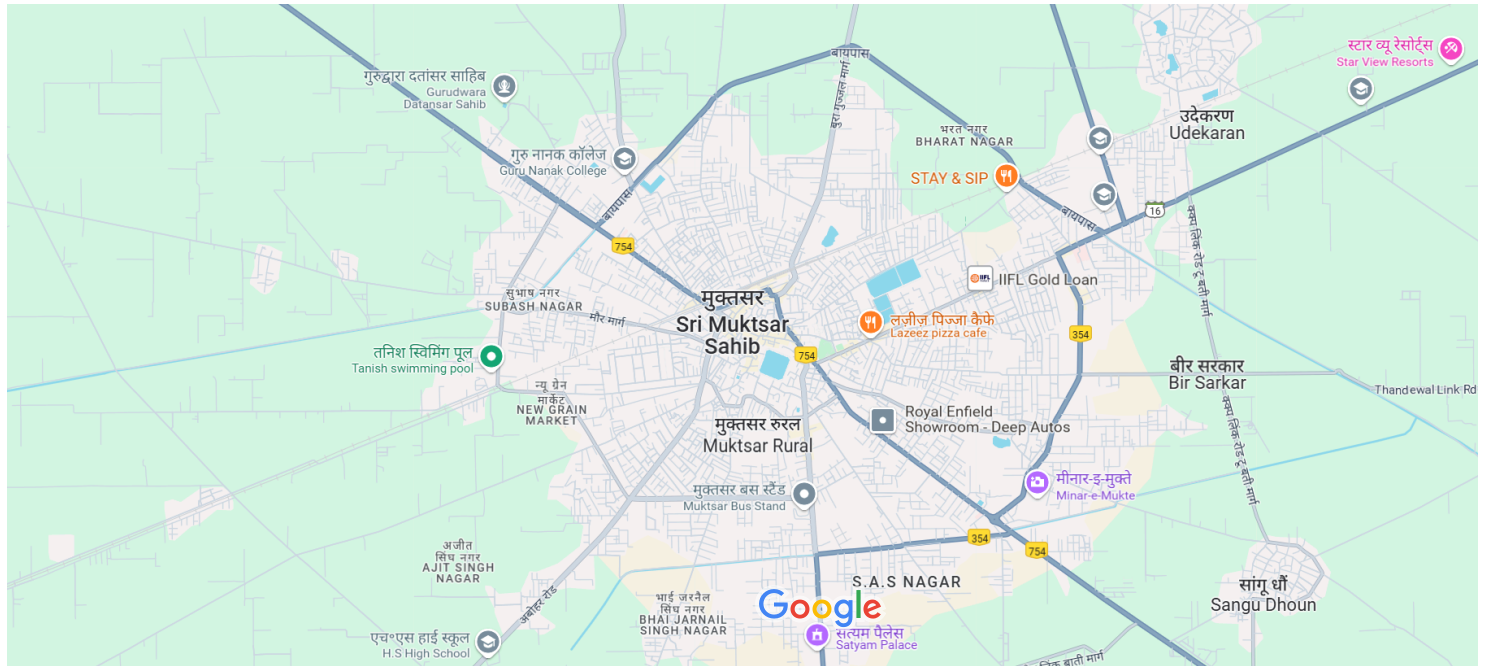 बायपास
स्टार व्यू रेसोर्ट्स
Star View Resorts
गुरुद्वारा दतांसर साहिब
Gurudwara
Datansar Sahib
बुरा गुज्जल मार्ग
उदेकरण
Udekaran
भरत नगर
BHARAT NAGAR
गुरु नानक कॉलेज
Guru Nanak College
STAY & SIP
बायपास
बायपास
16
754
IIFL
IIFL Gold Loan
सुभाष नगर
SUBASH NAGAR
मुक्तसर
Sri Muktsar
Sahib
मौर मार्ग
लज़ीज़ पिज्जा कैफे
Lazeez pizza cafe
354
754
तनिश स्विमिंग पूल
Tanish swimming pool
बीर सरकार
Bir Sarkar
Thandewal Link Rd
न्यू ग्रेन
मार्केट
NEW GRAIN
MARKET
Royal Enfield
Showroom - Deep Autos
मुक्तसर रुरल
Muktsar Rural
मीनार-इ-मुक्ते
Minar-e-Mukte
मुक्तसर बस स्टैंड
Muktsar Bus Stand
354
754
अजीत
सिंघ नगर
AJIT SINGH
NAGAR
S.A.S NAGAR
सांगू धौं
Sangu Dhoun
अबोहर रोड
भाई जरनैल
सिंघ नगर
BHAI JARNAIL
SINGH NAGAR
Google
सत्यम पैलेस
Satyam Palace
एच॰एस हाई स्कूल
H.S High School